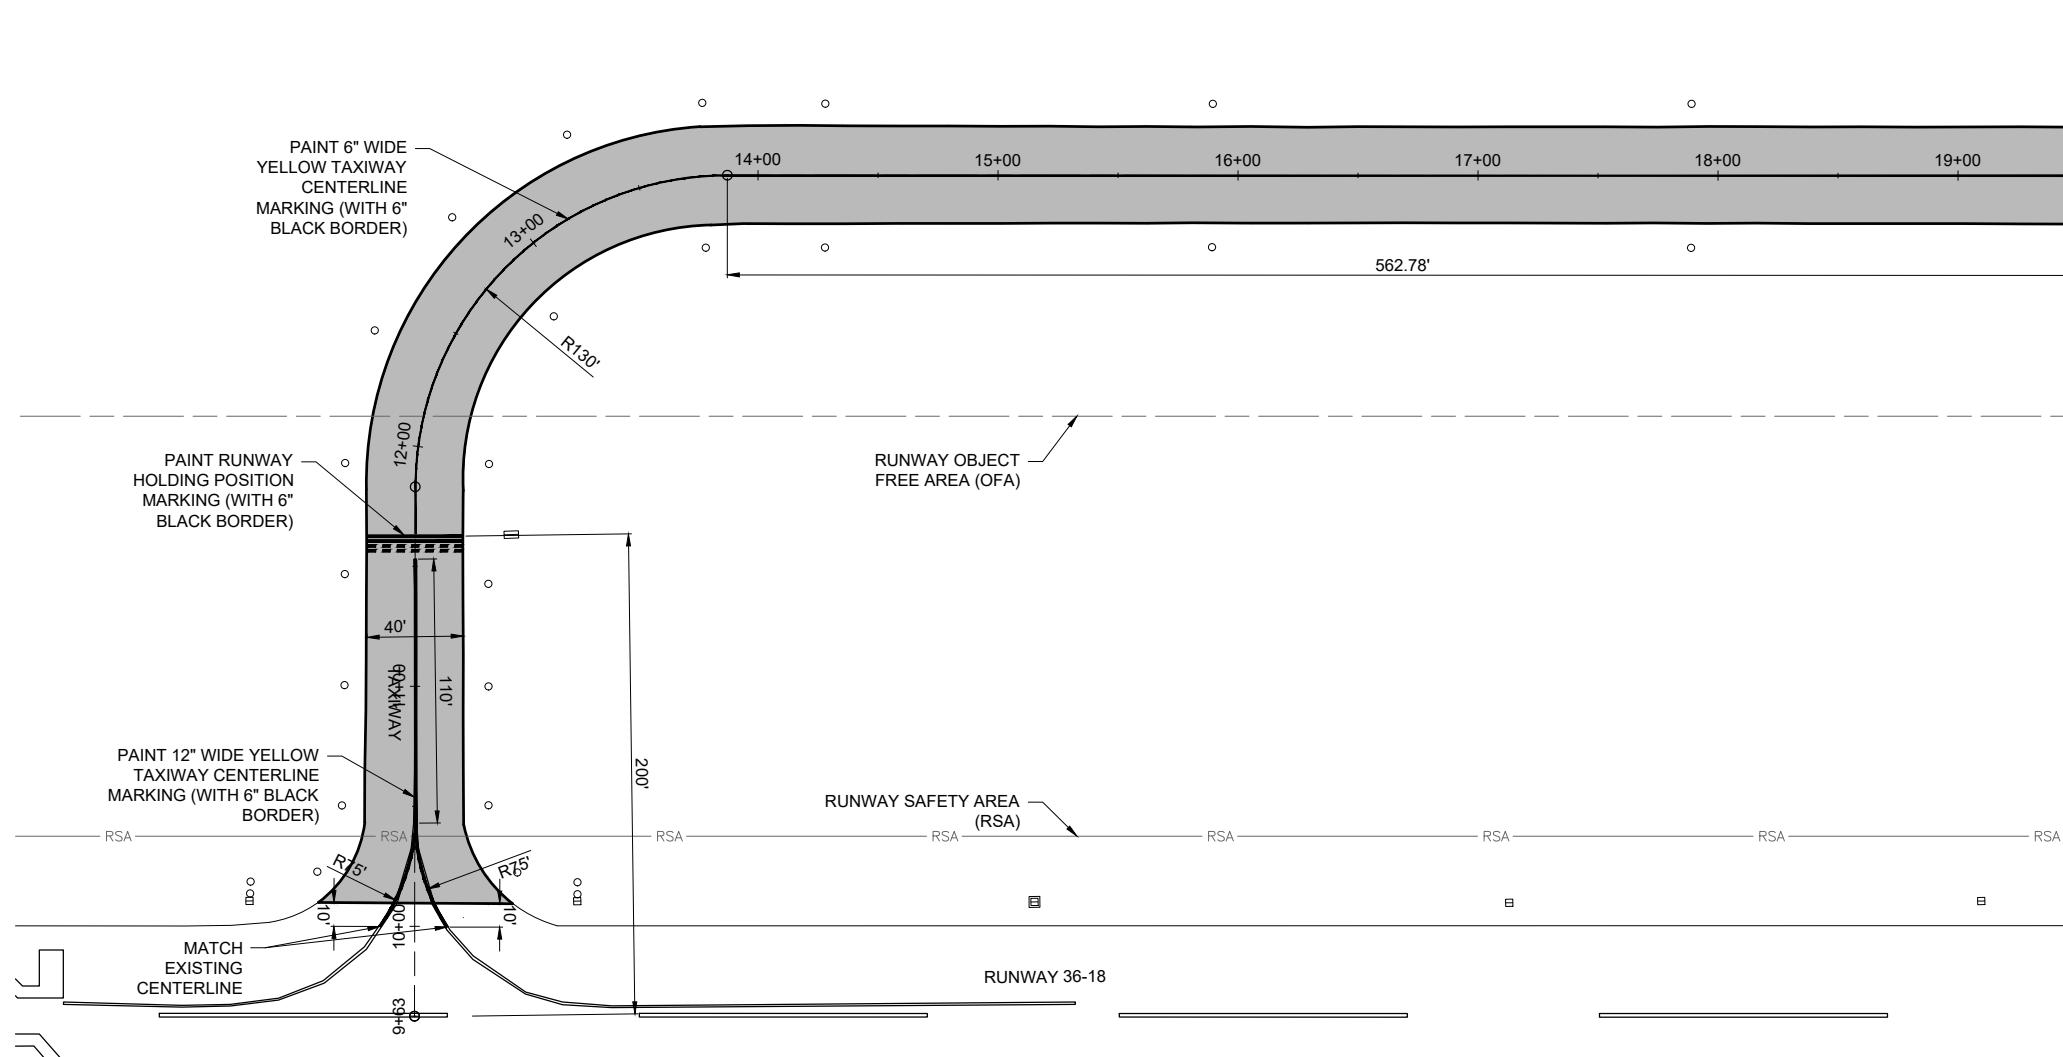 14+00
15+00
16+00
17+00
18+00
19+00
PAINT 6" WIDE
YELLOW TAXIWAY
CENTERLINE
MARKING (WITH 6"
BLACK BORDER)
13+00
562.78'
R130'
12+00
PAINT RUNWAY
HOLDING POSITION
MARKING (WITH 6"
BLACK BORDER)
RUNWAY OBJECT
FREE AREA (OFA)
40'
11+00
TAXIWAY
110'
200'
PAINT 12" WIDE YELLOW
TAXIWAY CENTERLINE
MARKING (WITH 6" BLACK
BORDER)
RUNWAY SAFETY AREA
(RSA)
RSA
RSA
RSA
RSA
RSA
RSA
RSA
RSA
R75'
R75'
10'
10'
10+00
MATCH
EXISTING
CENTERLINE
RUNWAY 36-18
9+63